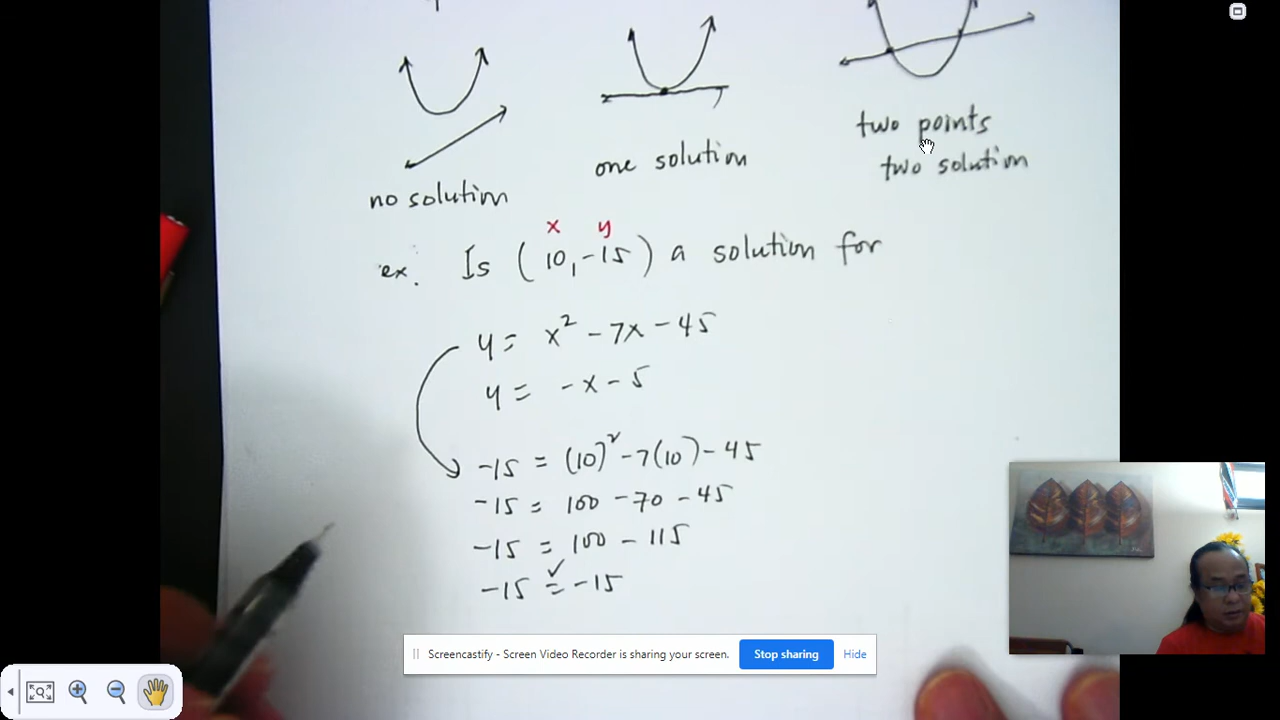 no solution
one solution
two points
two solution
x y
ex. Is (10, -15) a solution for
y = x² - 7x - 45
y = -x - 5
-15 = (10)² - 7(10) - 45
-15 = 100 - 70 - 45
-15 = 100 - 115
-15 = -15
Screencastify - Screen Video Recorder is sharing your screen.
Stop sharing
Hide